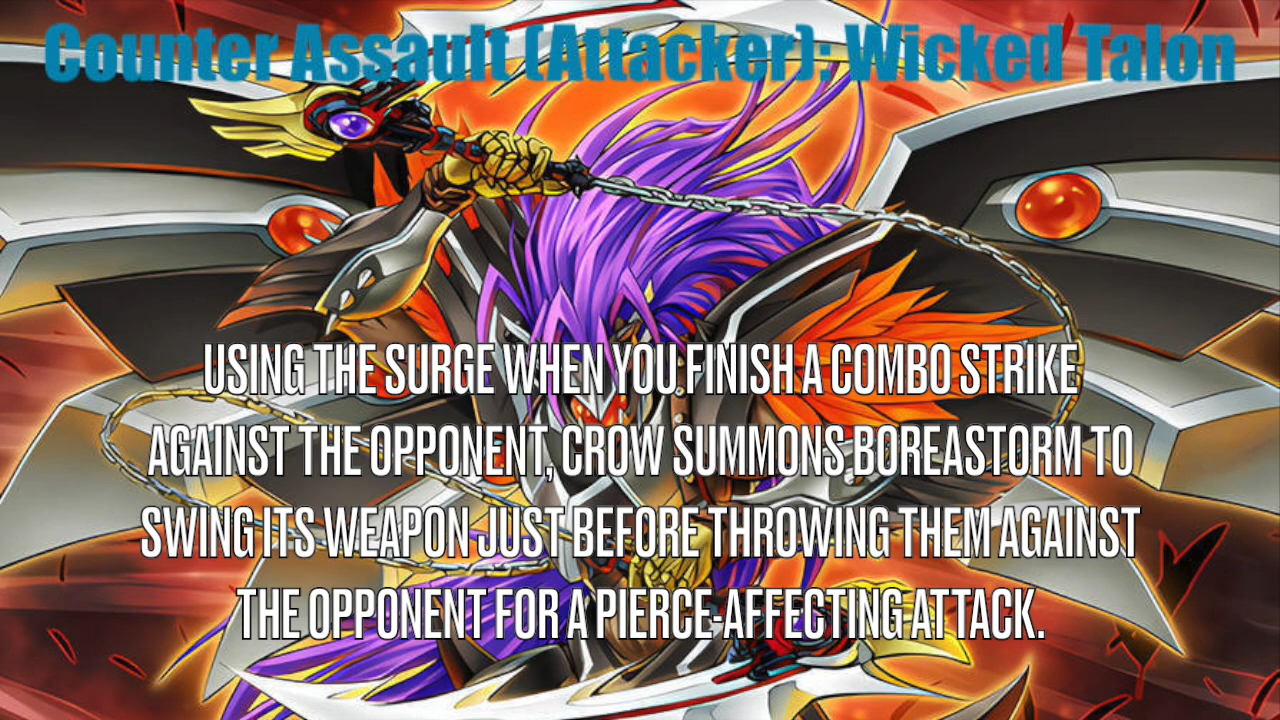 Counter Assault (Attacker): Wicked Talon
USING THE SURGE WHEN YOU FINISH A COMBO STRIKE
AGAINST THE OPPONENT, CROW SUMMONS BOREASTORM TO
SWING ITS WEAPON JUST BEFORE THROWING THEM AGAINST
THE OPPONENT FOR A PIERCE-AFFECTING ATTACK.